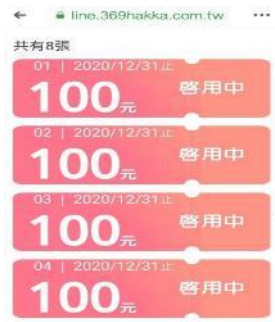 line.369hakka.com.tw
共有8張
01 | 2020/12/31止
100元
啓用中
02 | 2020/12/31止
100元
啓用中
03 | 2020/12/31止
100元
啓用中
04 | 2020/12/31止
100元
啓用中